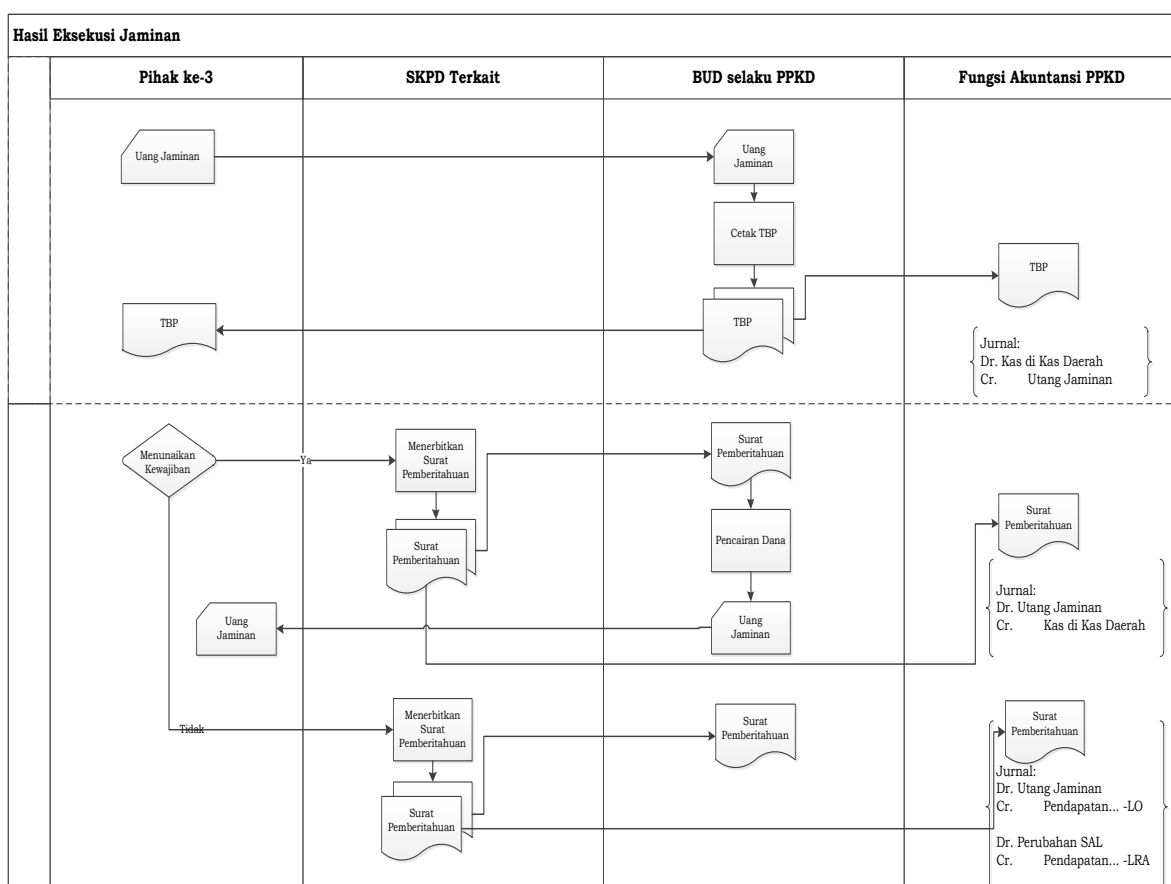 Hasil Eksekusi Jaminan
Pihak ke-3
SKPD Terkait
BUD selaku PPKD
Fungsi Akuntansi PPKD
Uang Jaminan
Uang
Jaminan
Cetak TBP
TBP
TBP
TBP
Jurnal:
Dr. Kas di Kas Daerah
Cr. Utang Jaminan
Menunaikan
Kewajiban
Ya
Menerbitkan
Surat
Pemberitahuan
Surat
Pemberitahuan
Surat
Pemberitahuan
Pencairan Dana
Uang
Jaminan
Uang
Jaminan
Surat
Pemberitahuan
Jurnal:
Dr. Utang Jaminan
Cr. Kas di Kas Daerah
Tidak
Menerbitkan
Surat
Pemberitahuan
Surat
Pemberitahuan
Surat
Pemberitahuan
Surat
Pemberitahuan
Jurnal:
Dr. Utang Jaminan
Cr. Pendapatan... -LO
Dr. Perubahan SAL
Cr. Pendapatan... -LRA